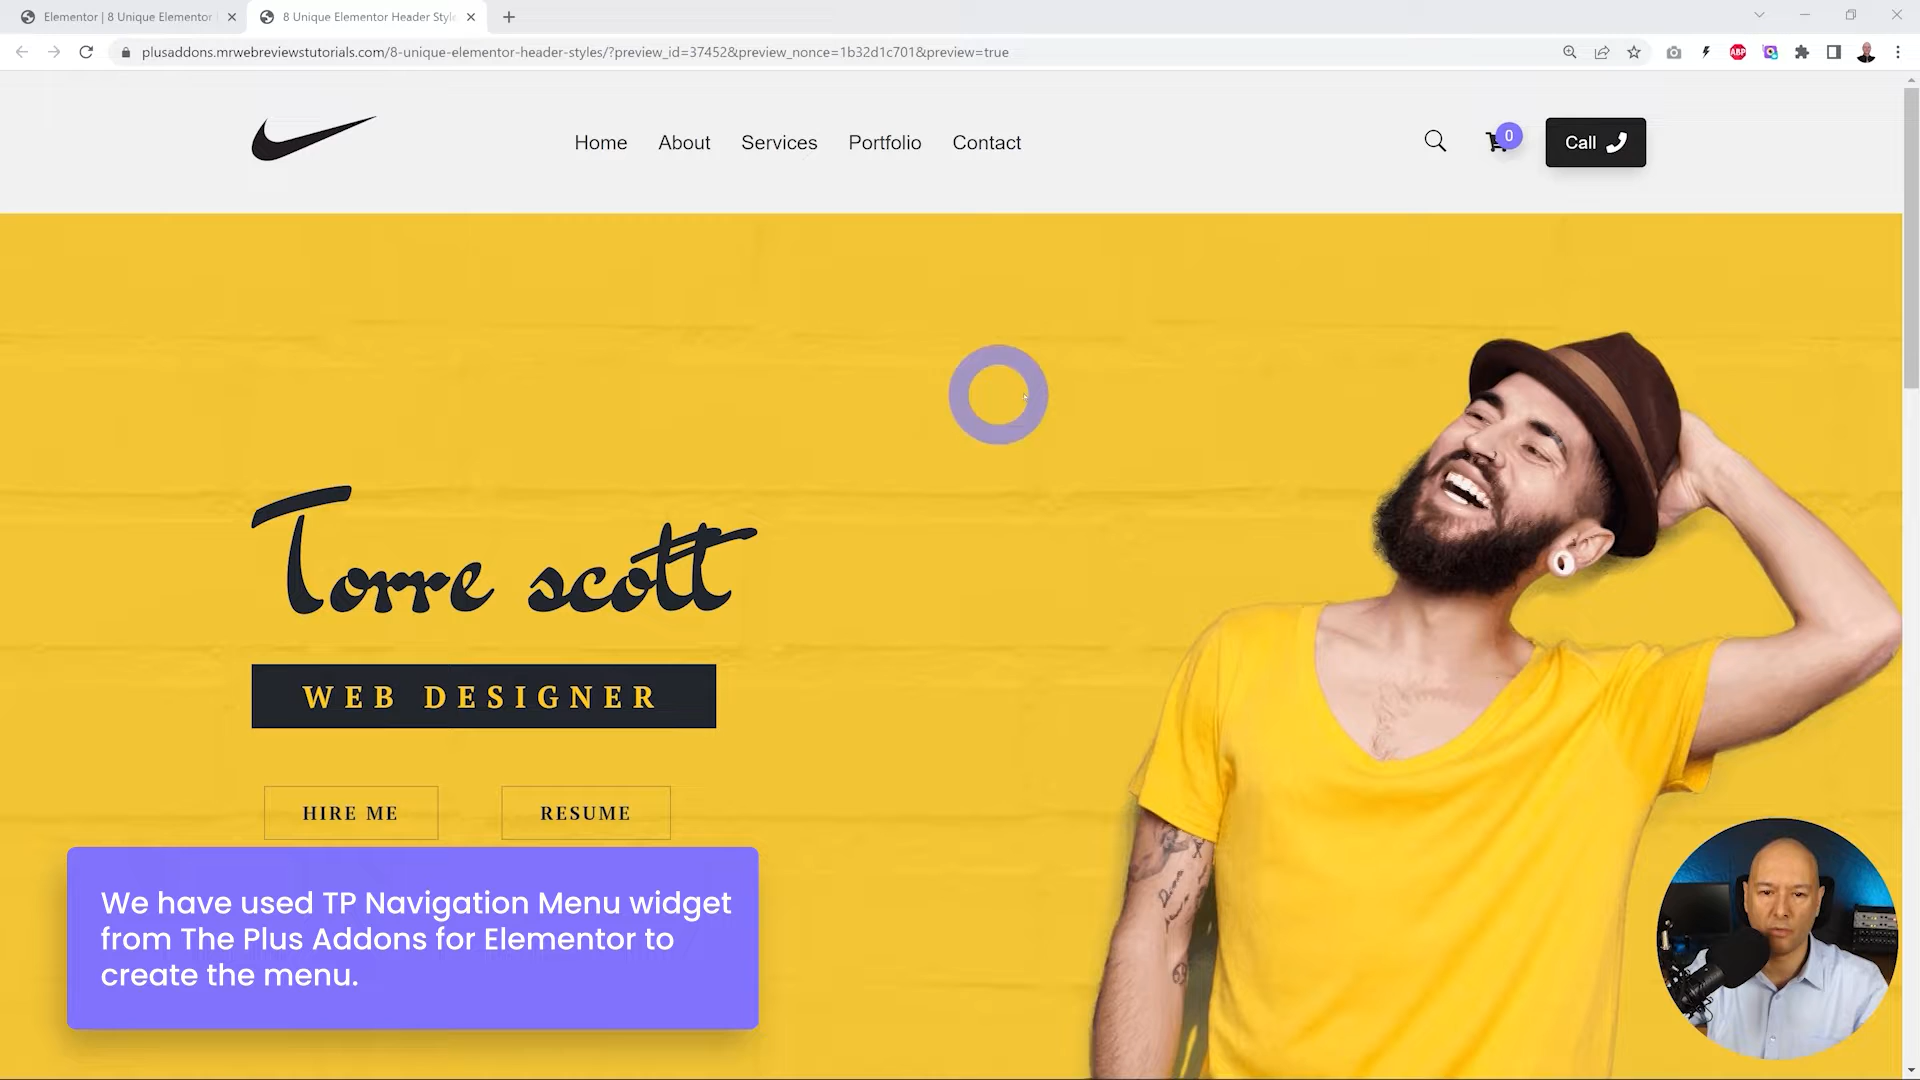 Elementor | 8 Unique Elementor
8 Unique Elementor Header Style
plusaddons.mrwebreviewstutorials.com/8-unique-elementor-header-styles/?preview_id=37452&preview_nonce=1b32d1c701&preview=true
ABP
Home About Services Portfolio Contact
0
Call
Torre scott
WEB DESIGNER
HIRE ME RESUME
We have used TP Navigation Menu widget
from The Plus Addons for Elementor to
create the menu.